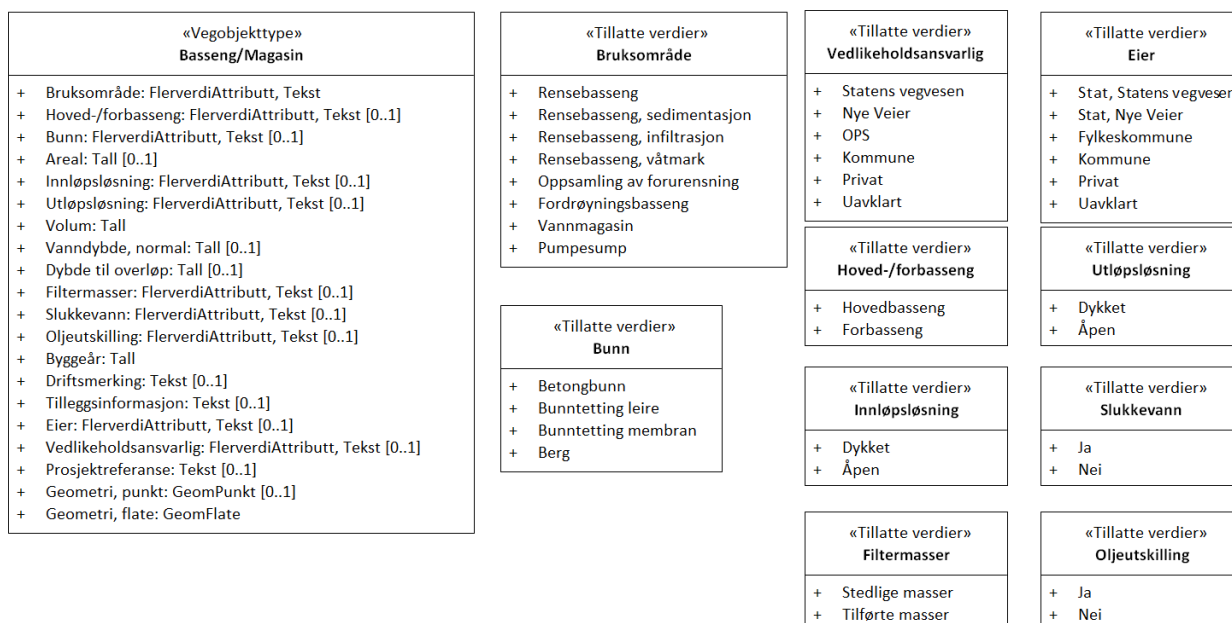 «Vegobjekttype»
Basseng/Magasin
+ Bruksområde: FlerverdiAttributt, Tekst
+ Hoved-/forbasseng: FlerverdiAttributt, Tekst [0..1]
+ Bunn: FlerverdiAttributt, Tekst [0..1]
+ Areal: Tall [0..1]
+ Innløpsløsning: FlerverdiAttributt, Tekst [0..1]
+ Utløpsløsning: FlerverdiAttributt, Tekst [0..1]
+ Volum: Tall
+ Vanndybde, normal: Tall [0..1]
+ Dybde til overløp: Tall [0..1]
+ Filtermasser: FlerverdiAttributt, Tekst [0..1]
+ Slukkevann: FlerverdiAttributt, Tekst [0..1]
+ Oljeutskilling: FlerverdiAttributt, Tekst [0..1]
+ Byggeår: Tall
+ Driftsmerking: Tekst [0..1]
+ Tilleggsinformasjon: Tekst [0..1]
+ Eier: FlerverdiAttributt, Tekst [0..1]
+ Vedlikeholdsansvarlig: FlerverdiAttributt, Tekst [0..1]
+ Prosjektreferanse: Tekst [0..1]
+ Geometri, punkt: GeomPunkt [0..1]
+ Geometri, flate: GeomFlate
«Tillatte verdier»
Bruksområde
+ Rensebasseng
+ Rensebasseng, sedimentasjon
+ Rensebasseng, infiltrasjon
+ Rensebasseng, våtmark
+ Oppsamling av forurensning
+ Fordrøyningsbasseng
+ Vannmagasin
+ Pumpesump
«Tillatte verdier»
Bunn
+ Betongbunn
+ Bunntetting leire
+ Bunntetting membran
+ Berg
«Tillatte verdier»
Vedlikeholdsansvarlig
+ Statens vegvesen
+ Nye Veier
+ OPS
+ Kommune
+ Privat
+ Uavklart
«Tillatte verdier»
Eier
+ Stat, Statens vegvesen
+ Stat, Nye Veier
+ Fylkeskommune
+ Kommune
+ Privat
+ Uavklart
«Tillatte verdier»
Hoved-/forbasseng
+ Hovedbasseng
+ Forbasseng
«Tillatte verdier»
Utløpsløsning
+ Dykket
+ Åpen
«Tillatte verdier»
Innløpsløsning
+ Dykket
+ Åpen
«Tillatte verdier»
Slukkevann
+ Ja
+ Nei
«Tillatte verdier»
Filtermasser
+ Stedlige masser
+ Tilførte masser
«Tillatte verdier»
Oljeutskilling
+ Ja
+ Nei